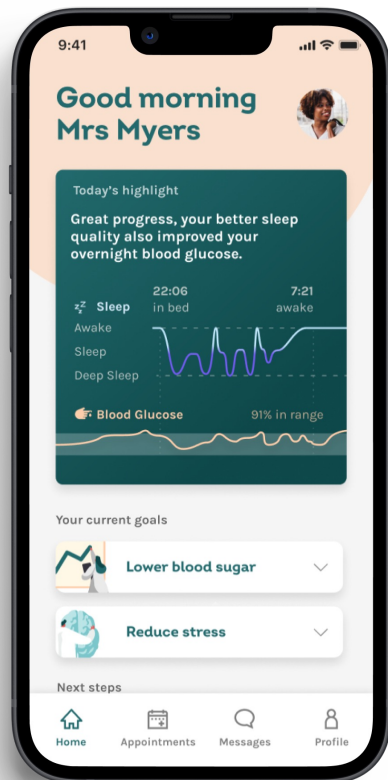 9:41
Good morning
Mrs Myers
Today's highlight
Great progress, your better sleep
quality also improved your
overnight blood glucose.
22:06
7:21
zzZ Sleep
in bed
awake
Awake
Sleep
Deep Sleep
Blood Glucose
91% in range
Your current goals
Lower blood sugar
Reduce stress
Next steps
Home
Appointments
Messages
Profile